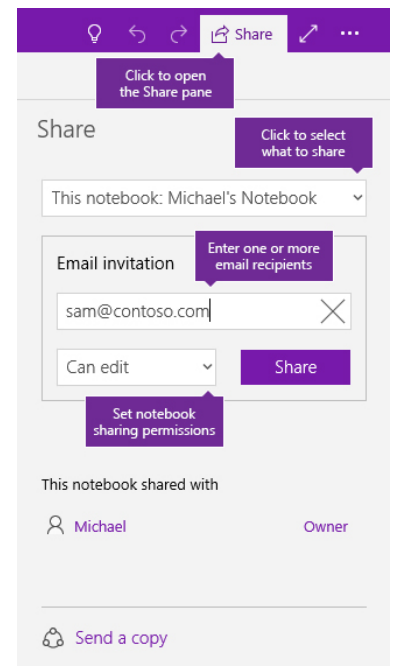 Share
Click to open
the Share pane
Share
Click to select
what to share
This notebook: Michael's Notebook
Email invitation
Enter one or more
email recipients
sam@contoso.com
Can edit
Share
Set notebook
sharing permissions
This notebook shared with
Michael Owner
Send a copy